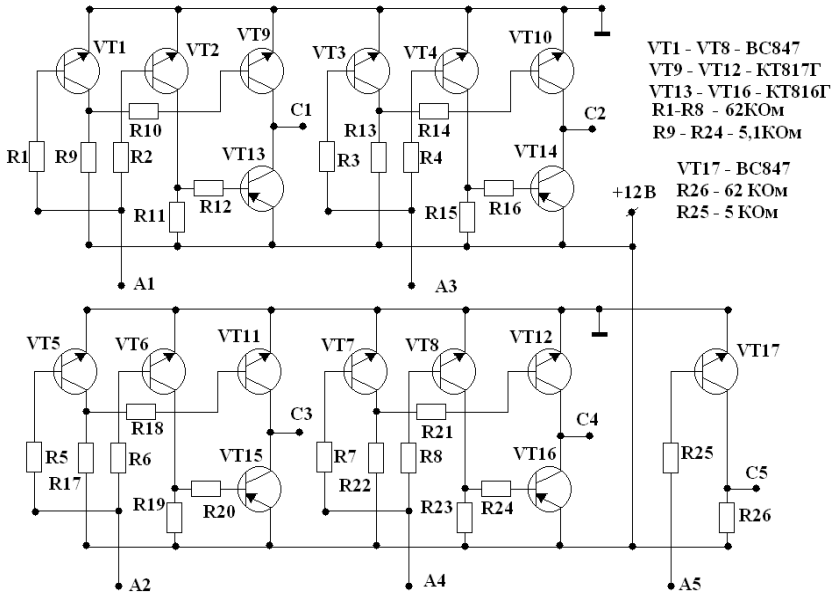 VT1 VT2 VT9 VT3 VT4 VT10
VT1 - VT8 - BC847
VT9 - VT12 - КТ817Г
VT13 - VT16 - КТ816Г
R1-R8 - 62КОм
R9 - R24 - 5,1КОм
VT17 - BC847
R26 - 62 КОм
R25 - 5 КОм
C1 C2
R10 R13 R14
R1 R9 R2 VT13 R3 R4 VT14
R11 R12 R15 R16
+12В
A1 A3
VT5 VT6 VT11 VT7 VT8 VT12 VT17
R18 C3 R21 C4
R5 R17 R6 VT15 R7 R22 R8 VT16 R25 C5
R19 R20 R23 R24 R26
A2 A4 A5